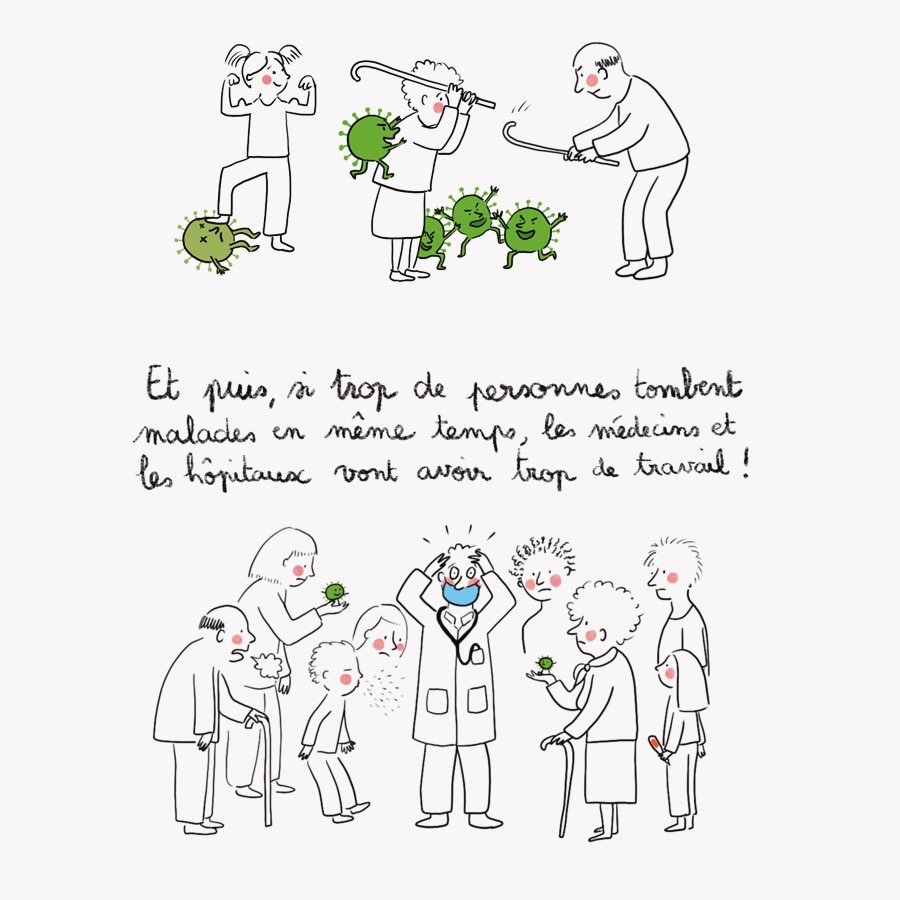 Et puis, si trop de personnes tombent
malades en même temps, les médecins et
les hôpitaux vont avoir trop de travail !